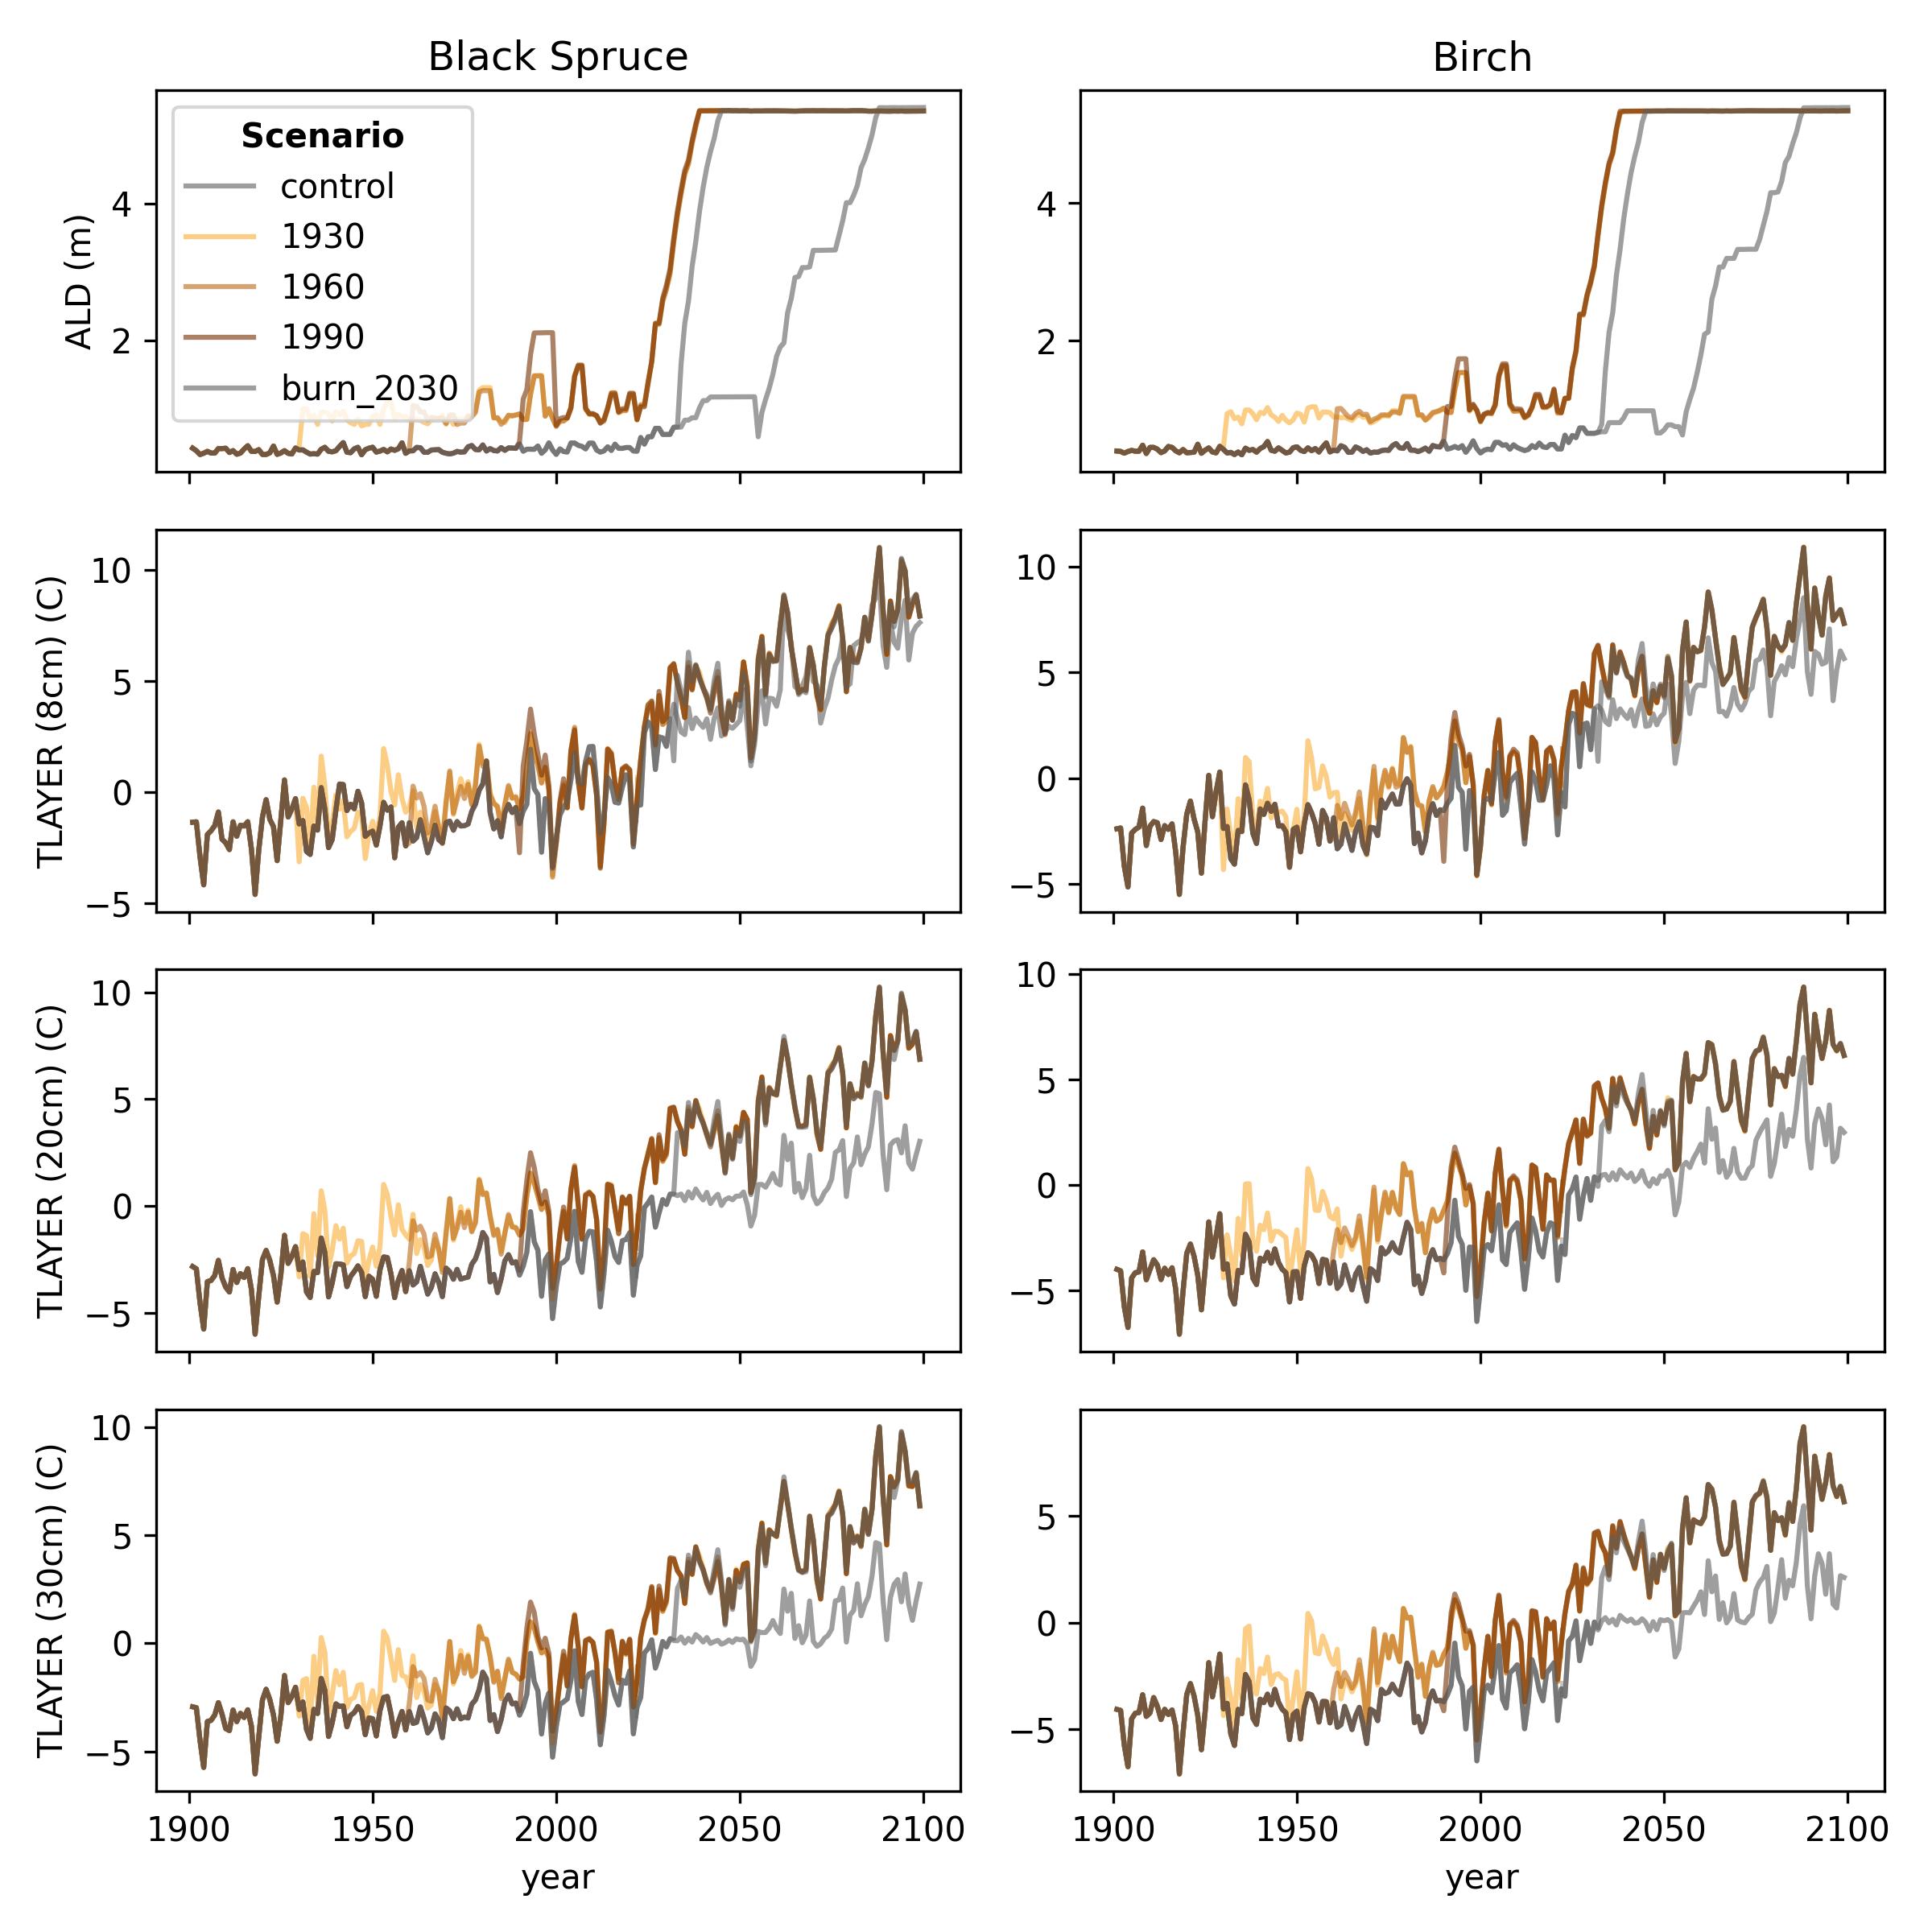 Black Spruce
Birch
ALD (m)
4
2
Scenario
control
1930
1960
1990
burn_2030
4
2
TLAYER (8cm) (C)
10
5
0
−5
10
5
0
−5
TLAYER (20cm) (C)
10
5
0
−5
10
5
0
−5
TLAYER (30cm) (C)
10
5
0
−5
5
0
−5
1900 1950 2000 2050 2100
year
1900 1950 2000 2050 2100
year